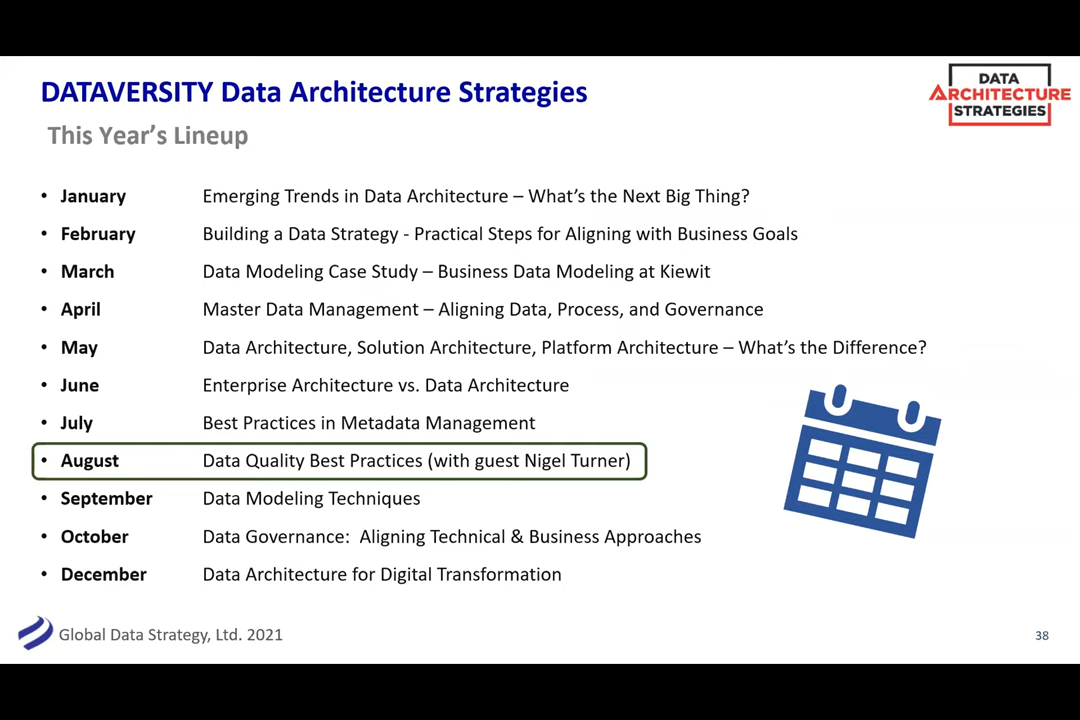 DATAVERSITY Data Architecture Strategies
This Year's Lineup
DATA
ARCHITECTURE
STRATEGIES
• January Emerging Trends in Data Architecture – What's the Next Big Thing?
• February Building a Data Strategy - Practical Steps for Aligning with Business Goals
• March Data Modeling Case Study – Business Data Modeling at Kiewit
• April Master Data Management – Aligning Data, Process, and Governance
• May Data Architecture, Solution Architecture, Platform Architecture – What's the Difference?
• June Enterprise Architecture vs. Data Architecture
• July Best Practices in Metadata Management
• August Data Quality Best Practices (with guest Nigel Turner)
• September Data Modeling Techniques
• October Data Governance: Aligning Technical & Business Approaches
• December Data Architecture for Digital Transformation
Global Data Strategy, Ltd. 2021
38